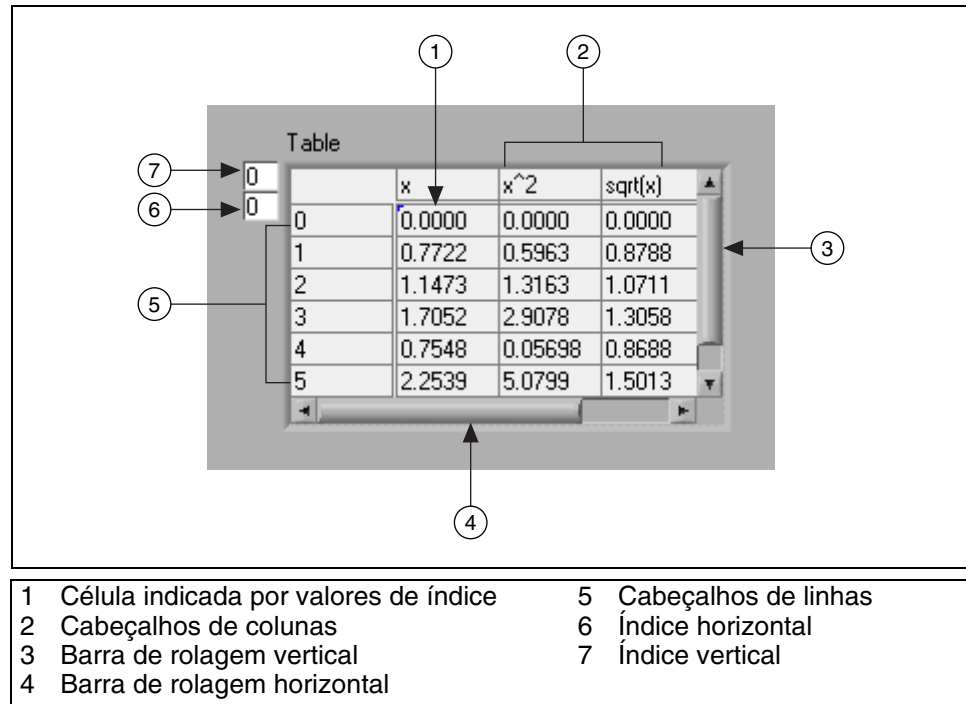 1 2
Table
7 0 x x^2 sqrt(x)
6 0 0 0.0000 0.0000 0.0000
1 0.7722 0.5963 0.8788 3
2 1.1473 1.3163 1.0711
5 3 1.7052 2.9078 1.3058
4 0.7548 0.05698 0.8688
5 2.2539 5.0799 1.5013
4
1 Célula indicada por valores de índice 5 Cabeçalhos de linhas
2 Cabeçalhos de colunas 6 Índice horizontal
3 Barra de rolagem vertical 7 Índice vertical
4 Barra de rolagem horizontal